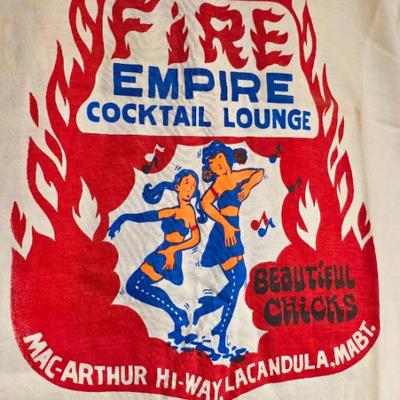 FiRE
EMPIRE
COCKTAIL LOUNGE
BEAUTiFUL
CHiCKS
MAC-ARTHUR HI-WAY, LACANDULA, MABT.